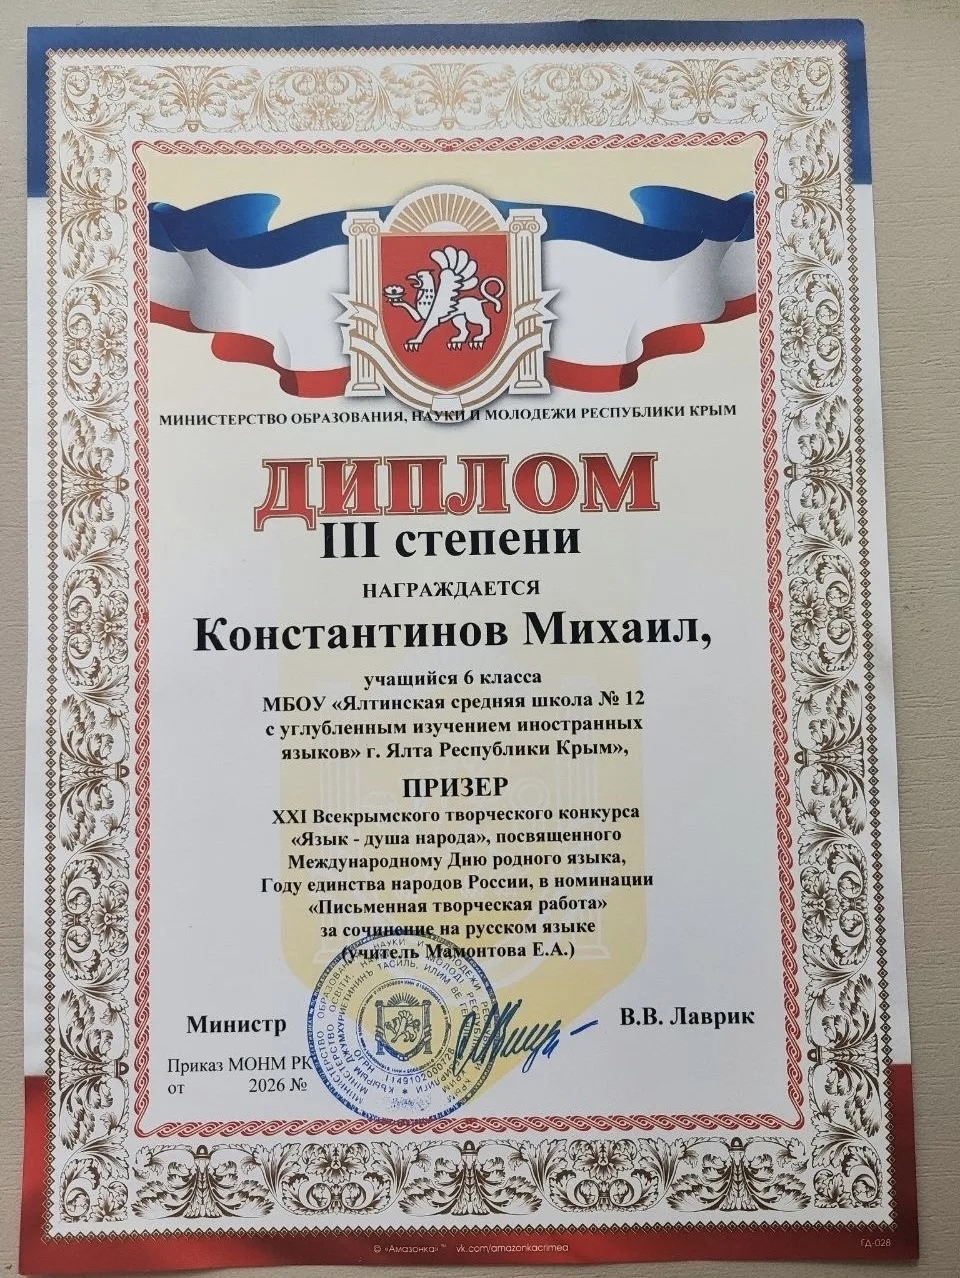 МИНИСТЕРСТВО ОБРАЗОВАНИЯ, НАУКИ И МОЛОДЕЖИ РЕСПУБЛИКИ КРЫМ
ДИПЛОМ
III степени
НАГРАЖДАЕТСЯ
Константинов Михаил,
учащийся 6 класса
МБОУ «Ялтинская средняя школа № 12
с углубленным изучением иностранных
языков» г. Ялта Республики Крым»,
ПРИЗЕР
XXI Всекрымского творческого конкурса
«Язык - душа народа», посвященного
Международному Дню родного языка,
Году единства народов России, в номинации
«Письменная творческая работа»
за сочинение на русском языке
(учитель Мамонтова Е.А.)
Министр
В.В. Лаврик
Приказ МОНМ РК
от 2026 №
© «Амазонка» ™ vk.com/amazonkacrimea
ГД-028